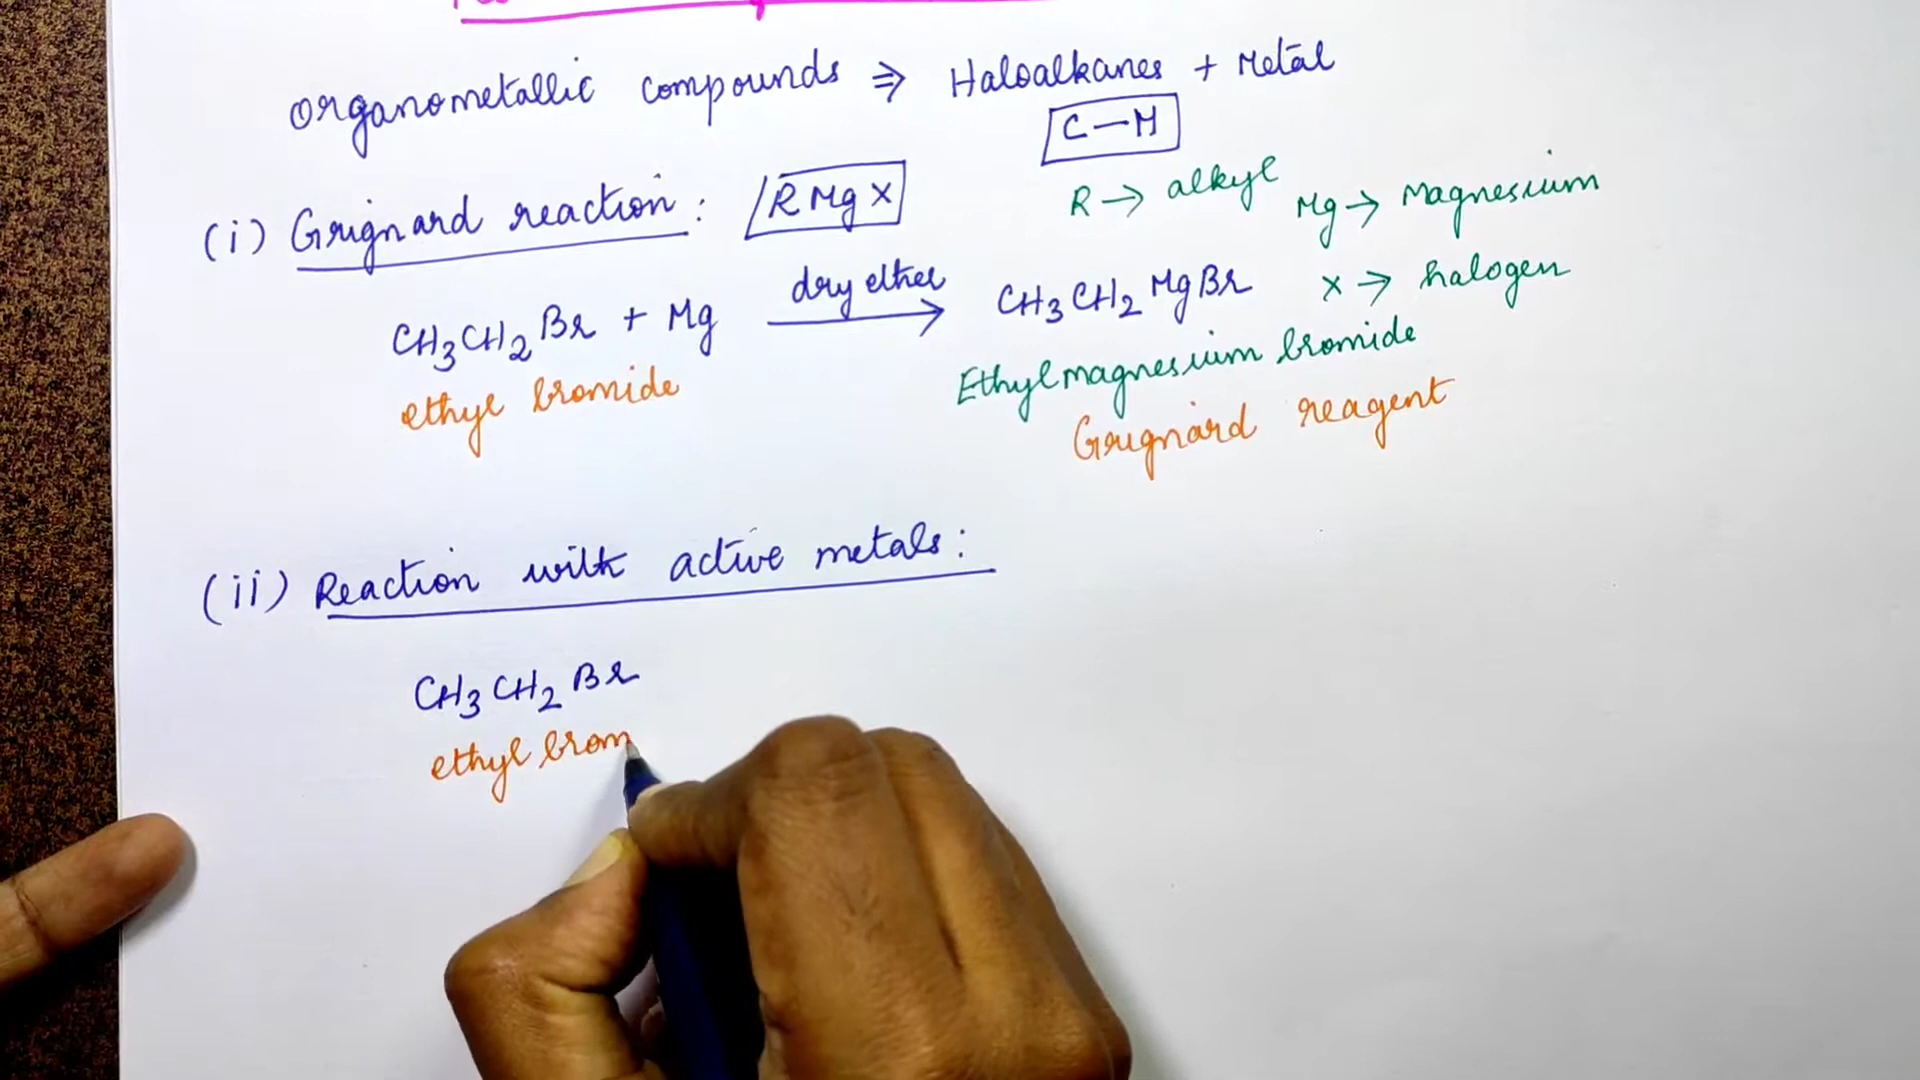 Organometallic compounds ⇒ Haloalkanes + Metal
C—M
(i) Grignard reaction: RMgX
R → alkyl Mg → Magnesium
X → halogen
CH₃CH₂Br + Mg dry ether → CH₃CH₂MgBr
ethyl bromide Ethylmagnesium bromide
Grignard reagent
(ii) Reaction with active metals:
CH₃CH₂Br
ethyl brom